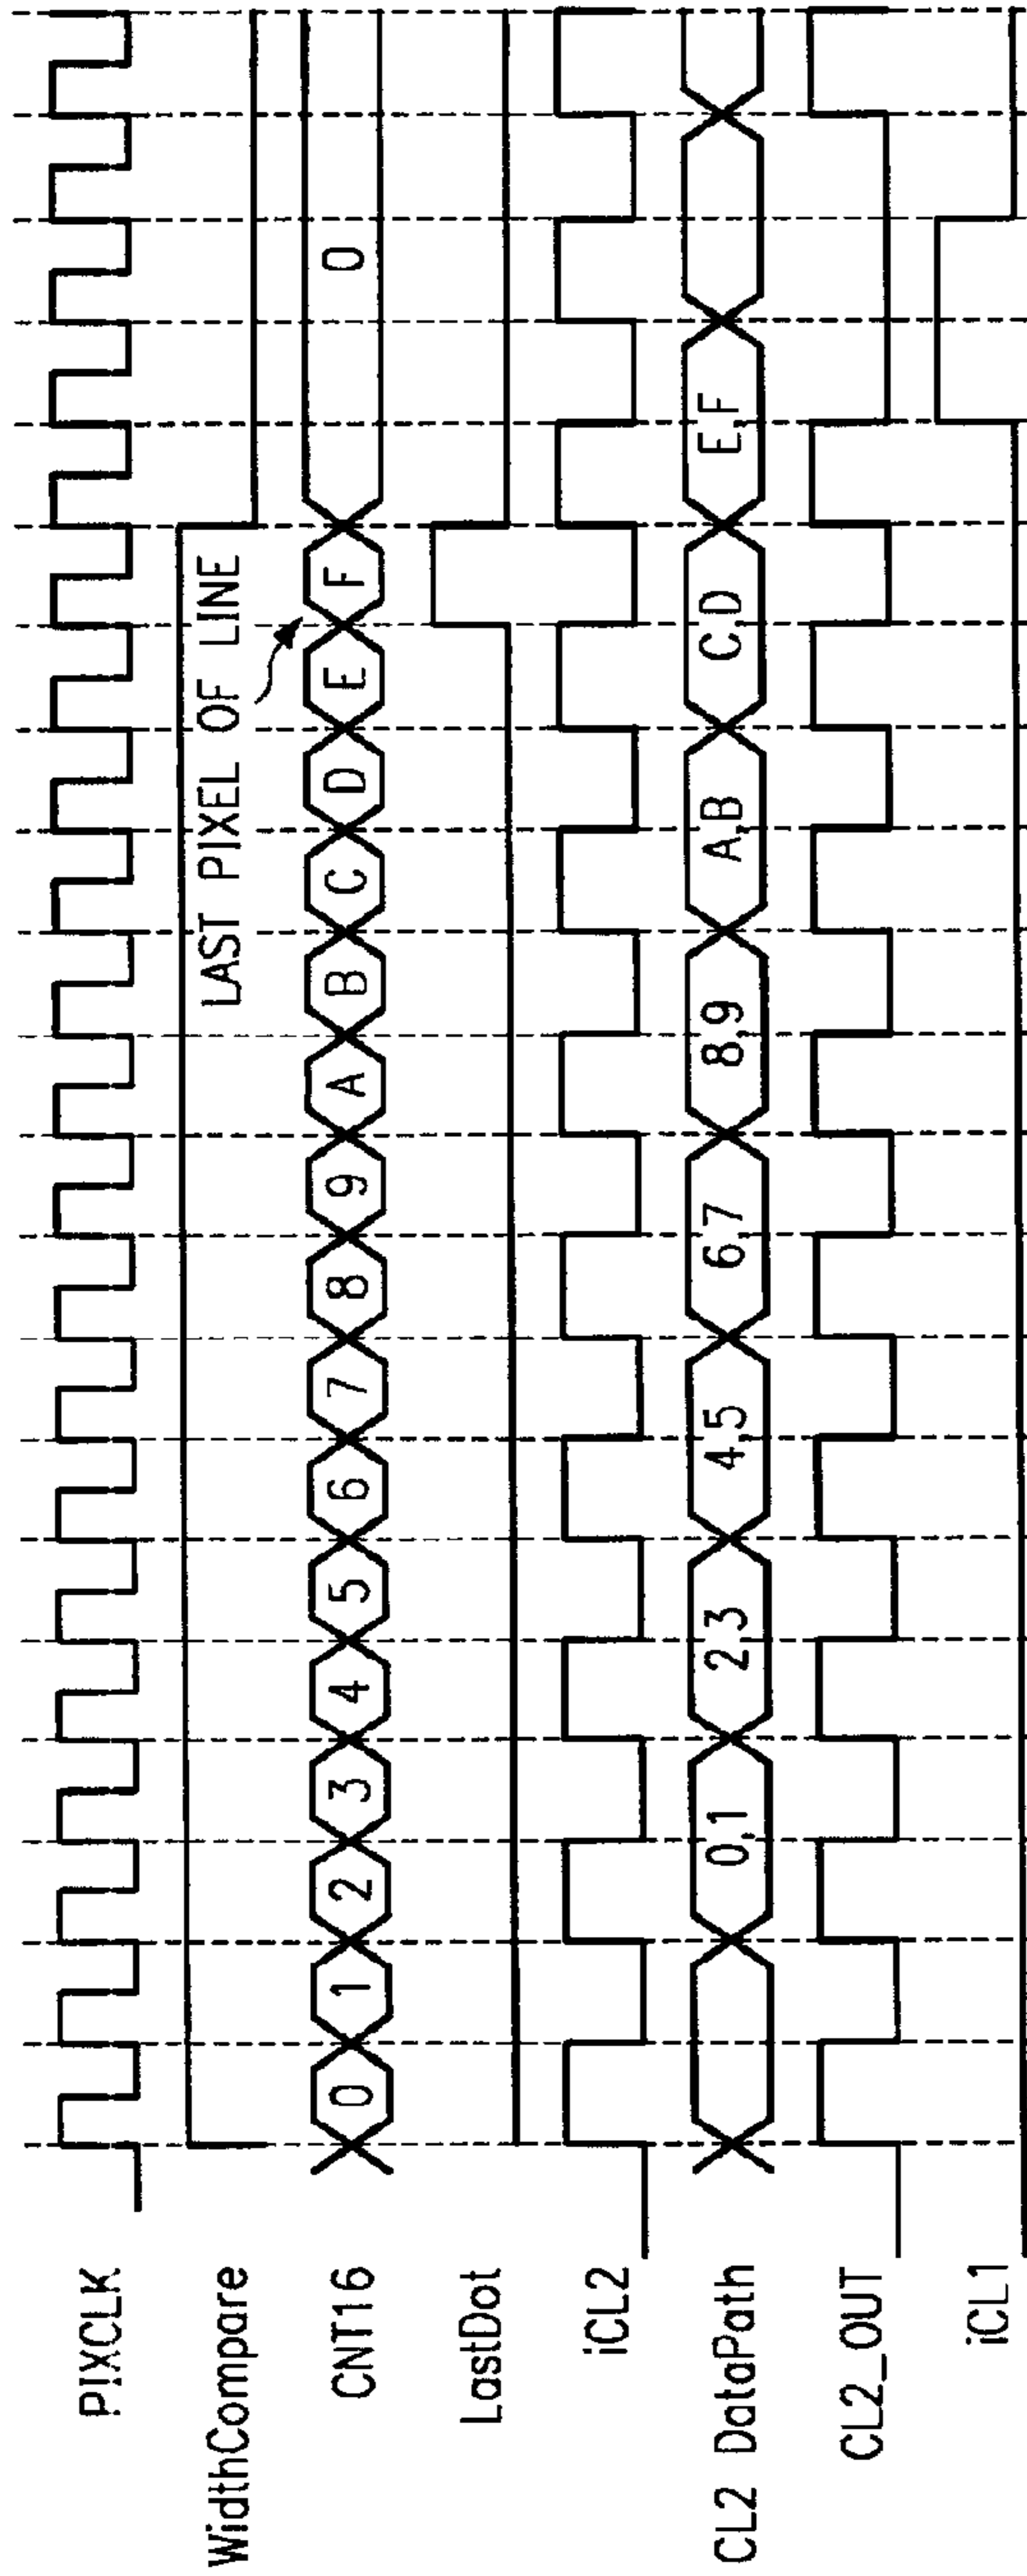 PIXCLK
WidthCompare
LAST PIXEL OF LINE
CNT16
0 1 2 3 4 5 6 7 8 9 A B C D E F 0
LastDot
iCL2
CL2 DataPath
0,1 2,3 4,5 6,7 8,9 A,B C,D E,F
CL2_OUT
iCL1